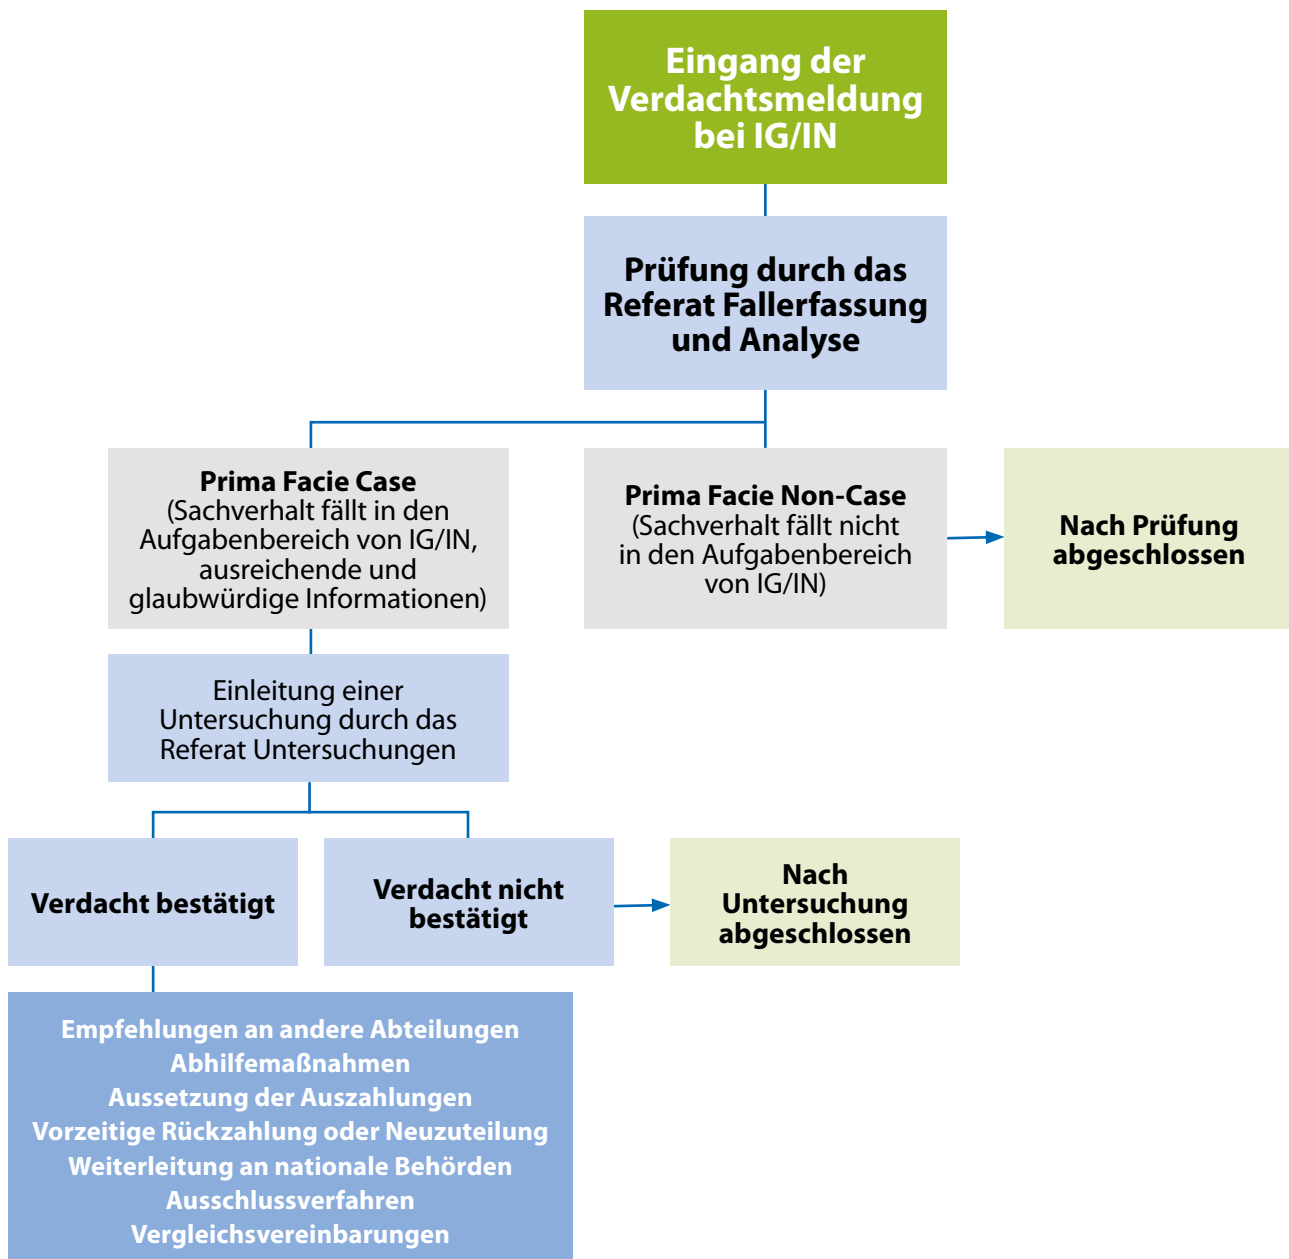 Eingang der
Verdachtsmeldung
bei IG/IN
Prüfung durch das
Referat Fallerfassung
und Analyse
Prima Facie Case
(Sachverhalt fällt in den
Aufgabenbereich von IG/IN,
ausreichende und
glaubwürdige Informationen)
Prima Facie Non-Case
(Sachverhalt fällt nicht
in den Aufgabenbereich
von IG/IN)
Nach Prüfung
abgeschlossen
Einleitung einer
Untersuchung durch das
Referat Untersuchungen
Verdacht bestätigt
Verdacht nicht
bestätigt
Nach
Untersuchung
abgeschlossen
Empfehlungen an andere Abteilungen
Abhilfemaßnahmen
Aussetzung der Auszahlungen
Vorzeitige Rückzahlung oder Neuzuteilung
Weiterleitung an nationale Behörden
Ausschlussverfahren
Vergleichsvereinbarungen